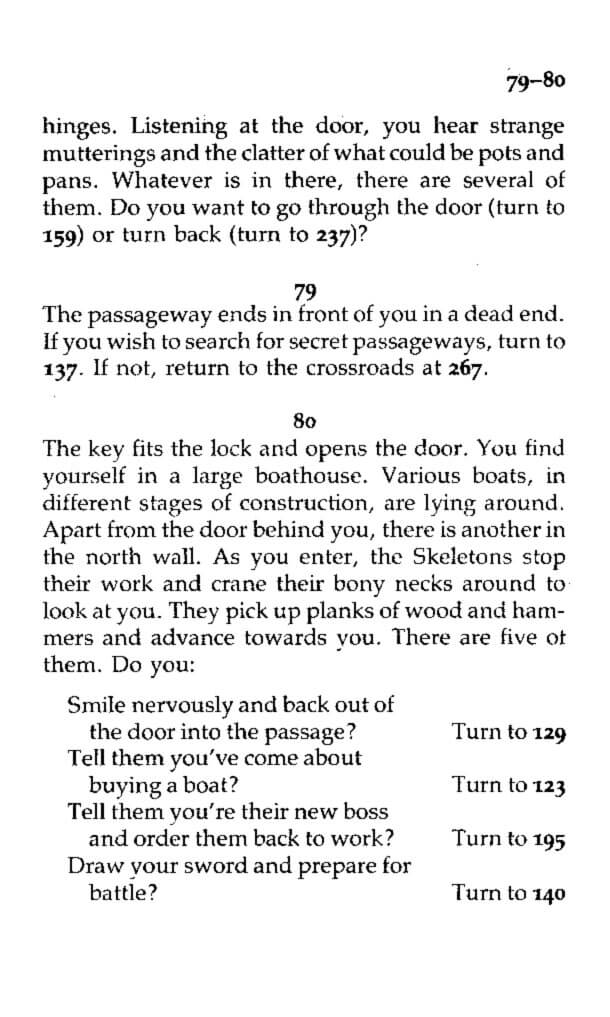 79–80
hinges. Listening at the door, you hear strange
mutterings and the clatter of what could be pots and
pans. Whatever is in there, there are several of
them. Do you want to go through the door (turn to
159) or turn back (turn to 237)?
79
The passageway ends in front of you in a dead end.
If you wish to search for secret passageways, turn to
137. If not, return to the crossroads at 267.
80
The key fits the lock and opens the door. You find
yourself in a large boathouse. Various boats, in
different stages of construction, are lying around.
Apart from the door behind you, there is another in
the north wall. As you enter, the Skeletons stop
their work and crane their bony necks around to
look at you. They pick up planks of wood and ham-
mers and advance towards you. There are five of
them. Do you:
Smile nervously and back out of
the door into the passage? Turn to 129
Tell them you've come about
buying a boat? Turn to 123
Tell them you're their new boss
and order them back to work? Turn to 195
Draw your sword and prepare for
battle? Turn to 140